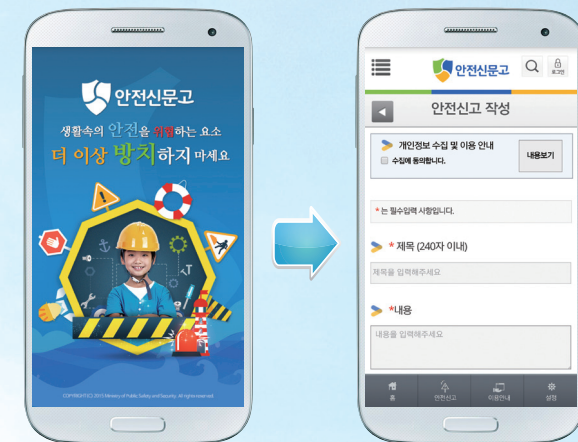 안전신문고
생활속의 안전을 위협하는 요소
더 이상 방치하지 마세요
COPYRIGHT(C) 2015 Ministry of Public Safety and Security. All rights reserved.
안전신문고
로그인
안전신고 작성
개인정보 수집 및 이용 안내
수집에 동의합니다.
내용보기
* 는 필수입력 사항입니다.
* 제목 (240자 이내)
제목을 입력해주세요
*내용
내용을 입력해주세요
홈
안전신고
이용안내
설정